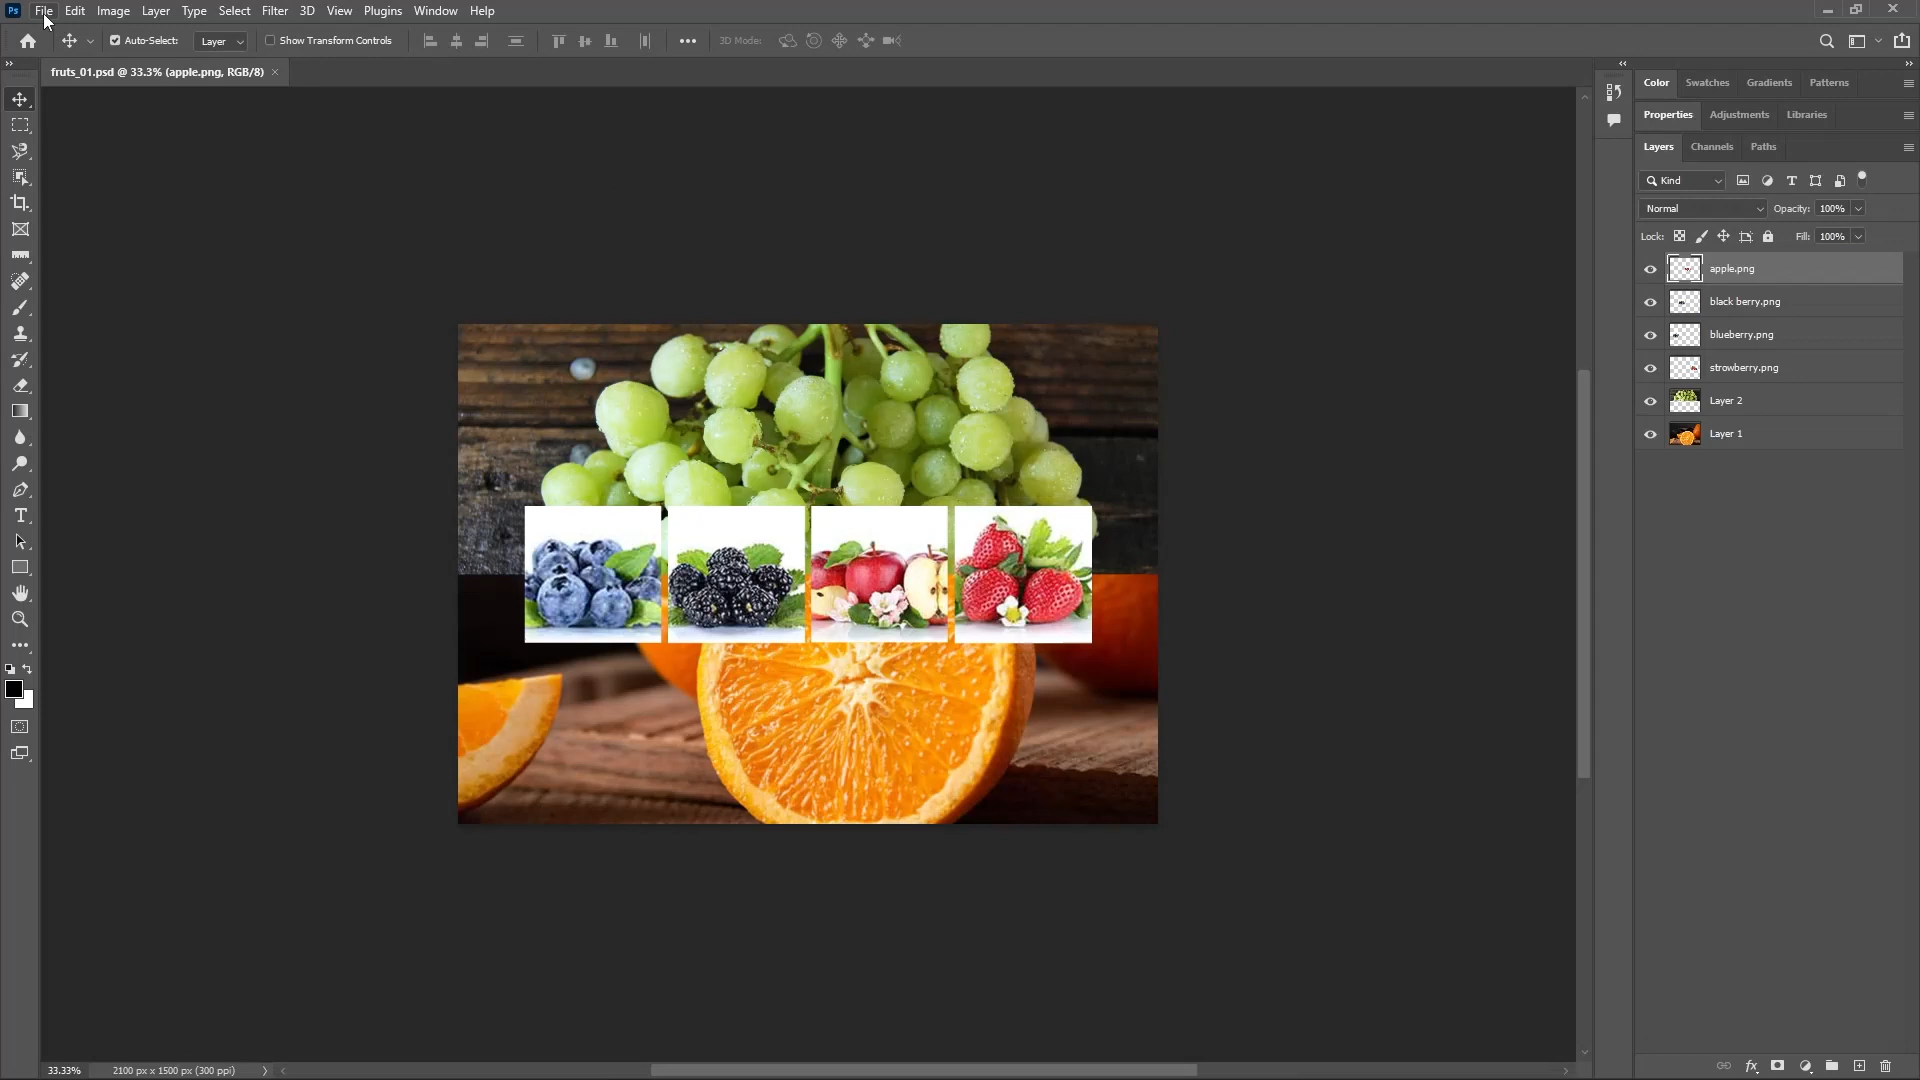 Ps File Edit Image Layer Type Select Filter 3D View Plugins Window Help
Auto-Select: Layer Show Transform Controls 3D Mode:
fruts_01.psd @ 33.3% (apple.png, RGB/8)
Color Swatches Gradients Patterns
Properties Adjustments Libraries
Layers Channels Paths
Kind
Normal Opacity: 100%
Lock: Fill: 100%
apple.png
black berry.png
blueberry.png
strowberry.png
Layer 2
Layer 1
33.33% 2100 px x 1500 px (300 ppi)